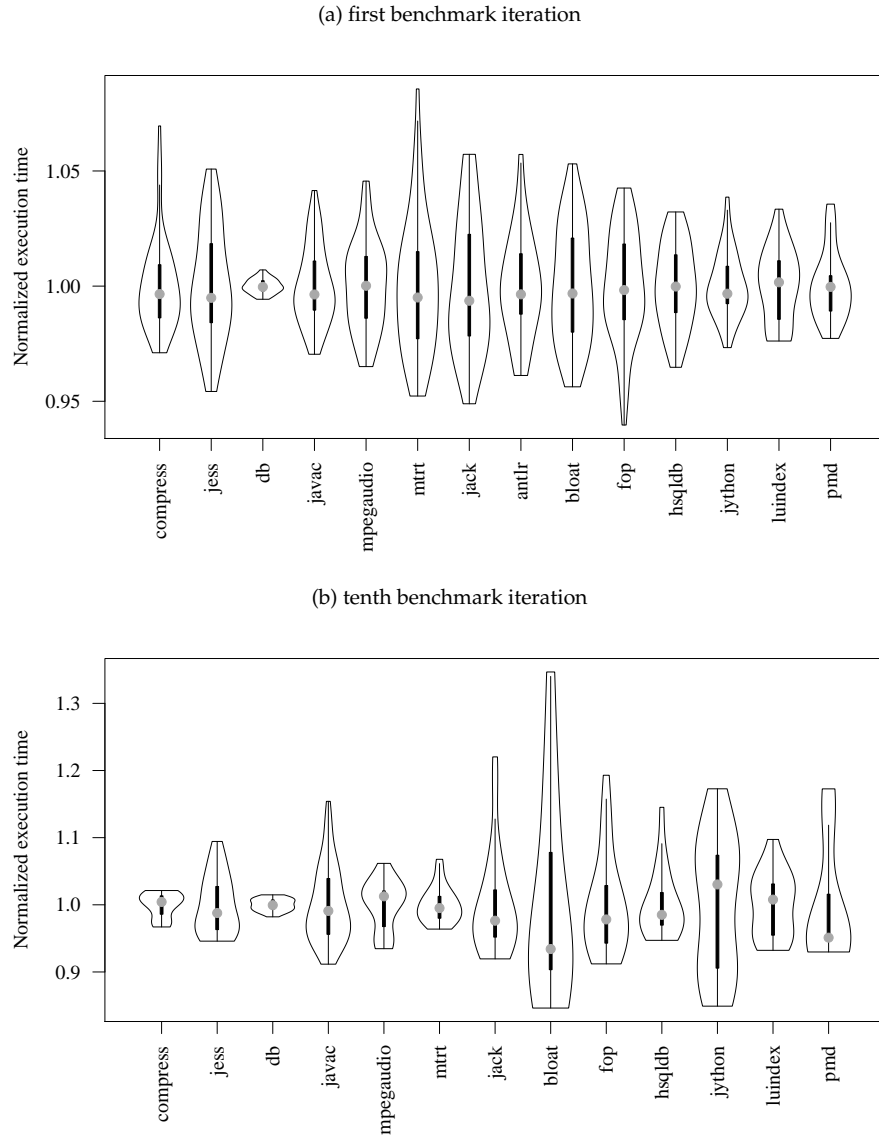 (a) first benchmark iteration
Normalized execution time
1.05
1.00
0.95
compress
jess
db
javac
mpegaudio
mtrt
jack
antlr
bloat
fop
hsqldb
jython
luindex
pmd
(b) tenth benchmark iteration
Normalized execution time
1.3
1.2
1.1
1.0
0.9
compress
jess
db
javac
mpegaudio
mtrt
jack
bloat
fop
hsqldb
jython
luindex
pmd